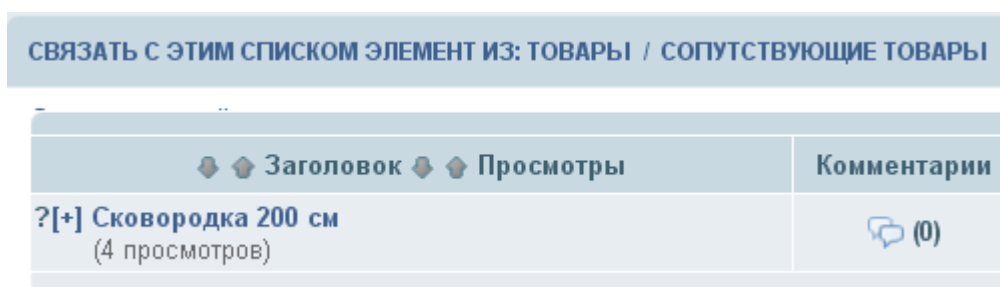 СВЯЗАТЬ С ЭТИМ СПИСКОМ ЭЛЕМЕНТ ИЗ: ТОВАРЫ / СОПУТСТВУЮЩИЕ ТОВАРЫ
Заголовок Просмотры Комментарии
?[+] Сковородка 200 см (0)
(4 просмотров)